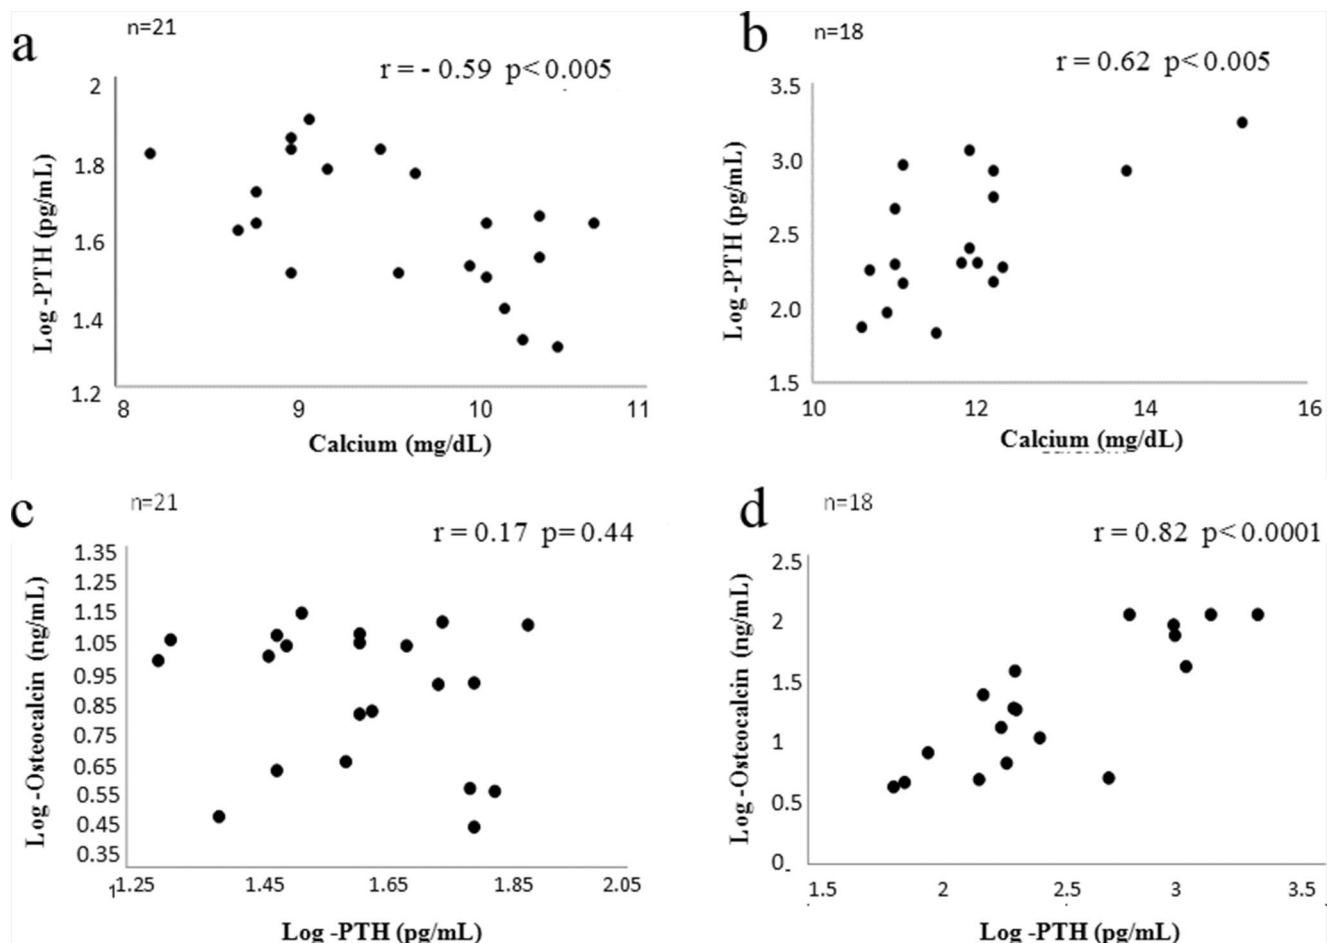 a
n=21
r = - 0.59 p< 0.005
2
1.8
1.6
1.4
1.2
8 9 10 11
Log -PTH (pg/mL)
Calcium (mg/dL)
b
n=18
r = 0.62 p< 0.005
3.5
3.0
2.5
2.0
1.5
10 12 14 16
Log -PTH (pg/mL)
Calcium (mg/dL)
c
n=21
r = 0.17 p= 0.44
1.35
1.25
1.15
1.05
0.95
0.85
0.75
0.65
0.55
0.45
0.35
1.25 1.45 1.65 1.85 2.05
Log -Osteocalcin (ng/mL)
Log -PTH (pg/mL)
d
n=18
r = 0.82 p<0.0001
2.5
2
1.5
1
0.5
0
1.5 2 2.5 3 3.5
Log -Osteocalcin (ng/mL)
Log -PTH (pg/mL)